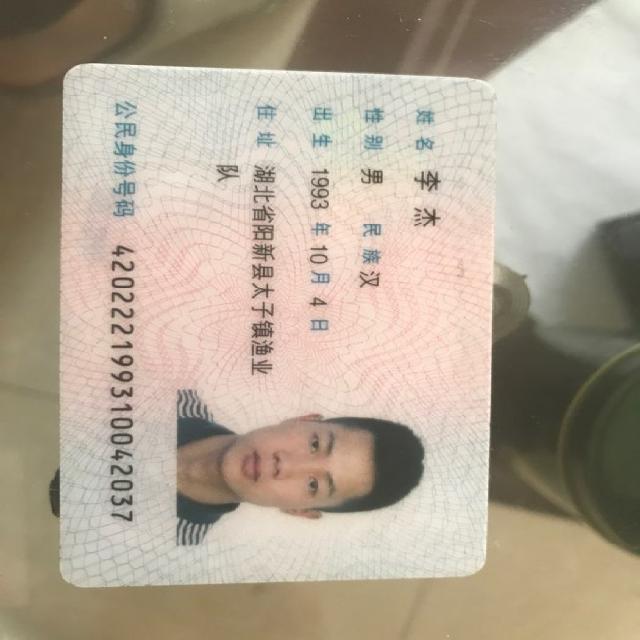 姓名 李杰
性别 男 民族 汉
出生 1993 年 10 月 4 日
住址 湖北省阳新县太子镇渔业
队
公民身份号码 420222199310042037